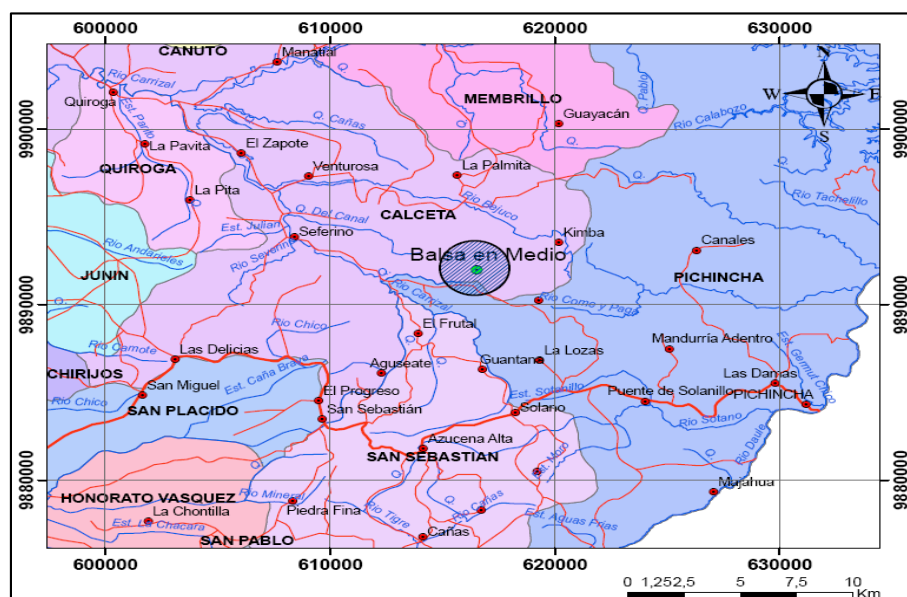 600000 610000 620000 630000
CANUTO
Manatial
Rio Carrizal
Q.
MEMBRILLO
Guayacán
Rio Calabozo
N
W E
S
Quiroga
Q. Cañas
9900000
La Pavita
El Zapote
QUIROGA
Venturosa
La Palmita
Q.
Rio Tachelillo
La Pita
Rio Bejuco
Q. Del Canal
CALCETA
Est. Julian
Seferino
Kimba
Canales
Rio Andarieles
Rio Severino
Balsa en Medio
PICHINCHA
JUNIN
Rio Carrizal
Rio Come y Paga
9890000
Rio Chico
El Frutal
Mandurría Adentro
Rio Camote
Las Delicias
Guantana
La Lozas
CHIRIJOS
Aguseate
Las Damas
San Miguel
Est. Caña Brava
Est. Solanillo
Puente de Solanillo
PICHINCHA
Rio Chico
SAN PLACIDO
El Progreso
San Sebastián
Solano
Rio Solano
Azucena Alta
SAN SEBASTIAN
Rio Daule
9880000
HONORATO VASQUEZ
Rio Mineral
Q.
Majahua
La Chontilla
Piedra Fina
Rio Tigre
Rio Cañas
Est. La Chacara
Est. Aguas Frias
SAN PABLO
Cañas
600000 610000 620000 630000
0 1,25 2,5 5 7,5 10
Km